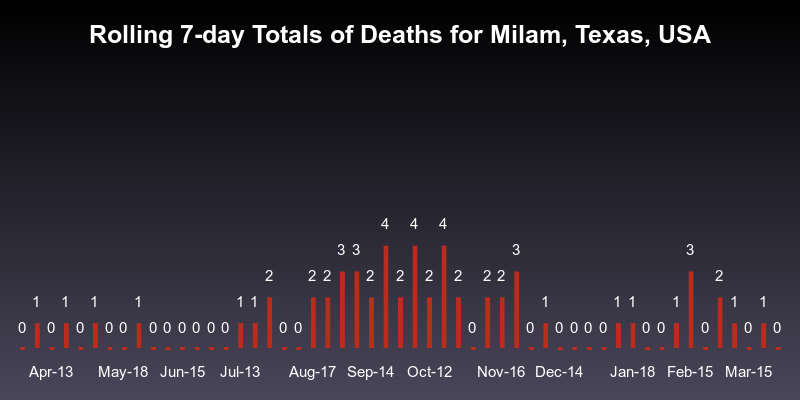 Rolling 7-day Totals of Deaths for Milam, Texas, USA
4 4 4
3 3 3 3
2 2 2 2 2 2 2 2 2 2
1 1 1 1 1 1 1 1 1 1 1 1
0 0 0 0 0 0 0 0 0 0 0 0 0 0 0 0 0 0 0 0 0 0 0 0
Apr-13 May-18 Jun-15 Jul-13 Aug-17 Sep-14 Oct-12 Nov-16 Dec-14 Jan-18 Feb-15 Mar-15